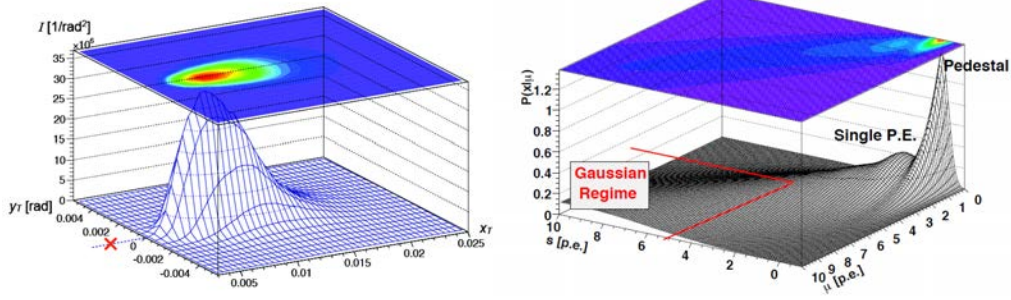 I [1/rad²]
×10⁶
35
30
25
20
15
10
5
0
y_T [rad]
0.004
0.002
0
-0.002
-0.004
0.005
0.01
0.015
0.02
0.025
x_T
P(x|μ)
1.2
1
0.8
0.6
0.4
0.2
0
Pedestal
Single P.E.
Gaussian
Regime
10
8
6
4
2
0
s [p.e.]
10 9 8 7 6 5 4 3 2 1 0
μ [p.e.]